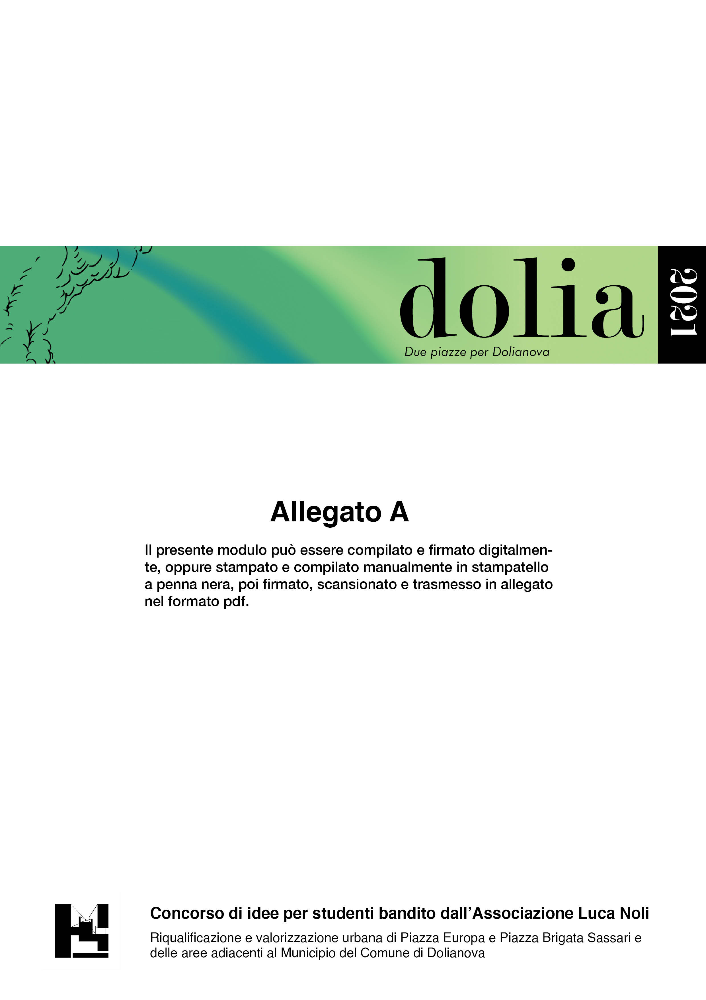 dolia
2021
Due piazze per Dolianova
Allegato A
Il presente modulo può essere compilato e firmato digitalmen-
te, oppure stampato e compilato manualmente in stampatello
a penna nera, poi firmato, scansionato e trasmesso in allegato
nel formato pdf.
Concorso di idee per studenti bandito dall’Associazione Luca Noli
Riqualificazione e valorizzazione urbana di Piazza Europa e Piazza Brigata Sassari e
delle aree adiacenti al Municipio del Comune di Dolianova